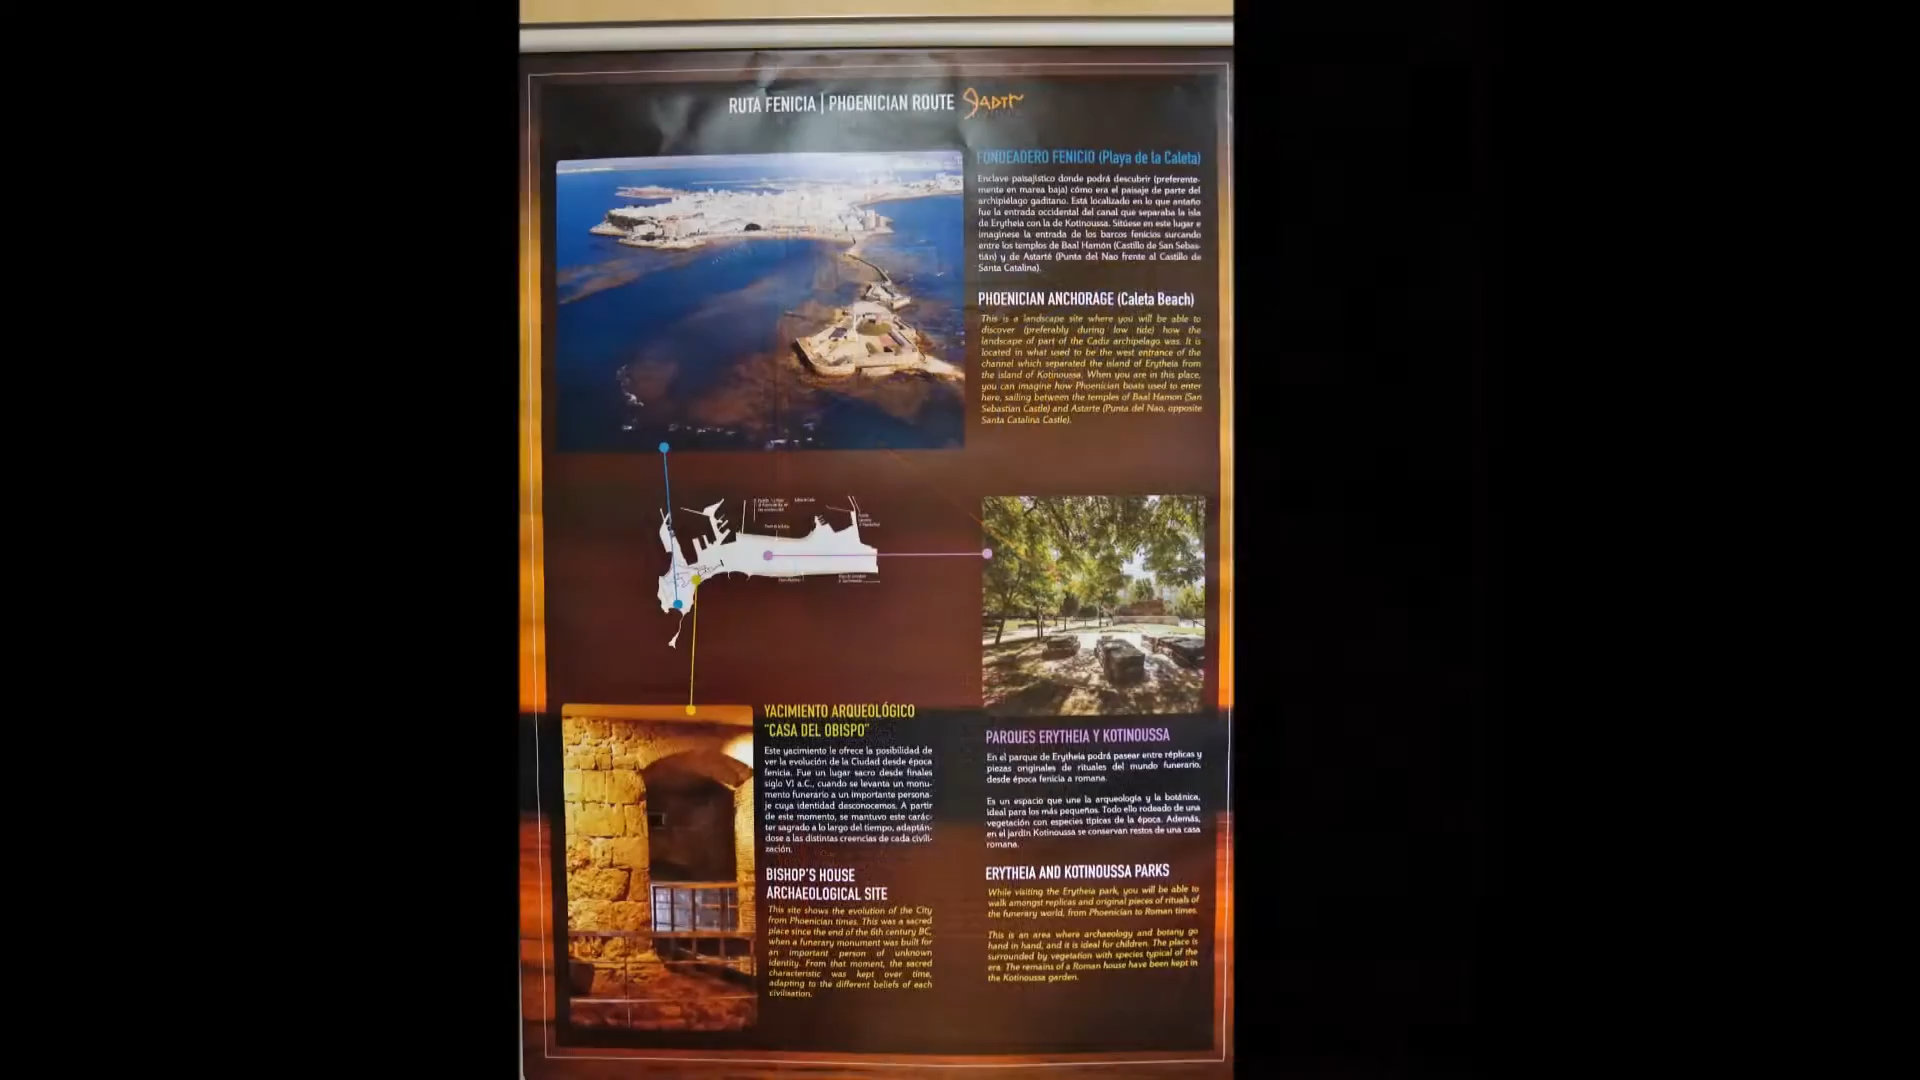 RUTA FENICIA | PHOENICIAN ROUTE GADIR
FONDEADERO FENICIO (Playa de la Caleta)
Enclave paisajístico donde podrá descubrir (preferente-
mente en marea baja) cómo era el paisaje de parte del
archipiélago gaditano. Está localizado en lo que antaño
fue la entrada occidental del canal que separaba la isla
de Erytheia con la de Kotinoussa. Sitúese en este lugar e
imagínese la entrada de los barcos fenicios surcando
entre los templos de Baal Hamón (Castillo de San Sebas-
tián) y de Astarté (Punta del Nao frente al Castillo de
Santa Catalina).
PHOENICIAN ANCHORAGE (Caleta Beach)
This is a landscape site where you will be able to
discover (preferably during low tide) how the
landscape of part of the Cadiz archipelago was. It is
located in what used to be the west entrance of the
channel which separated the island of Erytheia from
the island of Kotinoussa. When you are in this place,
you can imagine how Phoenician boats used to enter
here, sailing between the temples of Baal Hamon (San
Sebastian Castle) and Astarte (Punta del Nao, opposite
Santa Catalina Castle).
YACIMIENTO ARQUEOLÓGICO
"CASA DEL OBISPO"
Este yacimiento le ofrece la posibilidad de
ver la evolución de la Ciudad desde época
fenicia. Fue un lugar sacro desde finales
siglo VI a.C., cuando se levanta un monu-
mento funerario a un importante persona-
je cuya identidad desconocemos. A partir
de este momento, se mantuvo este carác-
ter sagrado a lo largo del tiempo, adaptán-
dose a las distintas creencias de cada civili-
zación.
BISHOP'S HOUSE
ARCHAEOLOGICAL SITE
This site shows the evolution of the City
from Phoenician times. This was a sacred
place since the end of the 6th century BC,
when a funerary monument was built for
an important person of unknown
identity. From that moment, the sacred
characteristic was kept over time,
adapting to the different beliefs of each
civilisation.
PARQUES ERYTHEIA Y KOTINOUSSA
En el parque de Erytheia podrá pasear entre réplicas y
piezas originales de rituales del mundo funerario,
desde época fenicia a romana.
Es un espacio que une la arqueología y la botánica,
ideal para los más pequeños. Todo ello rodeado de una
vegetación con especies típicas de la época. Además,
en el jardín Kotinoussa se conservan restos de una casa
romana.
ERYTHEIA AND KOTINOUSSA PARKS
While visiting the Erytheia park, you will be able to
walk amongst replicas and original pieces of rituals of
the funerary world, from Phoenician to Roman times.
This is an area where archaeology and botany go
hand in hand, and it is ideal for children. The place is
surrounded by vegetation with species typical of the
era. The remains of a Roman house have been kept in
the Kotinoussa garden.